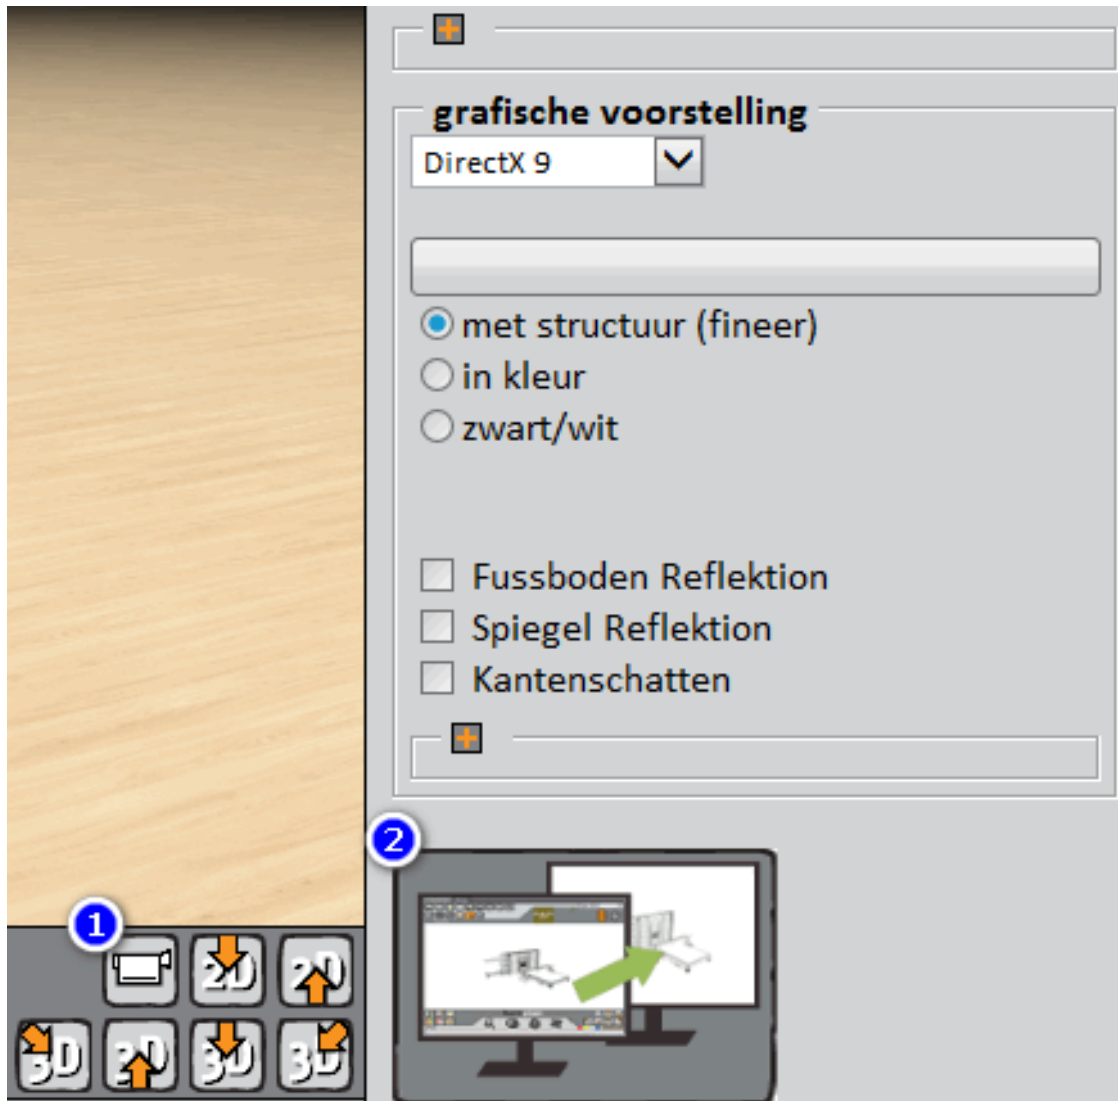 grafische voorstelling
DirectX 9
met structuur (fineer)
in kleur
zwart/wit
Fussboden Reflektion
Spiegel Reflektion
Kantenschatten
2
1
2D
2D
3D
3D
3D
3D